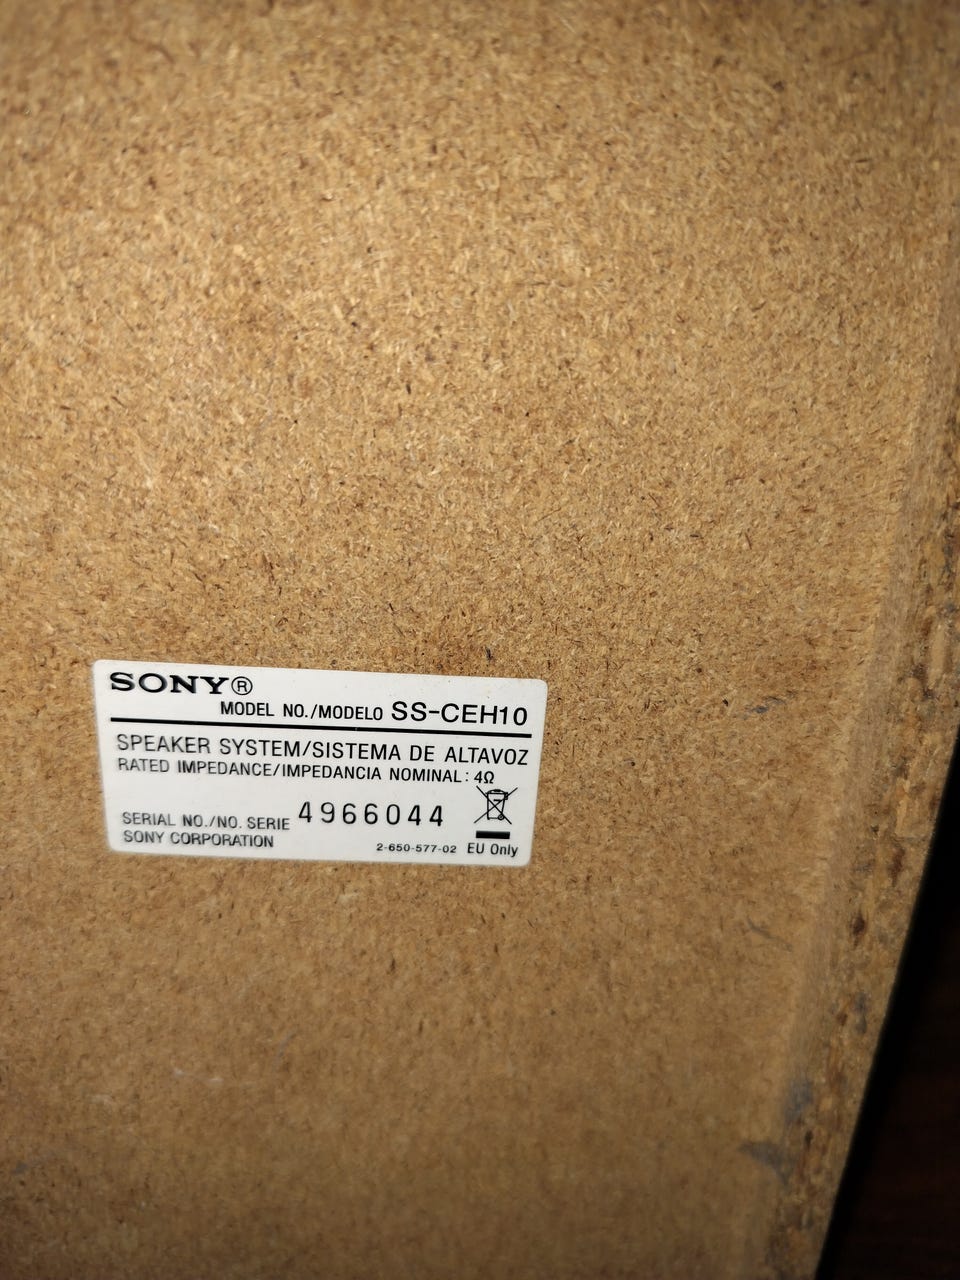 SONY®
MODEL NO./MODELO SS-CEH10
SPEAKER SYSTEM/SISTEMA DE ALTAVOZ
RATED IMPEDANCE/IMPEDANCIA NOMINAL: 4Ω
SERIAL NO./NO. SERIE 4966044
SONY CORPORATION 2-650-577-02 EU Only